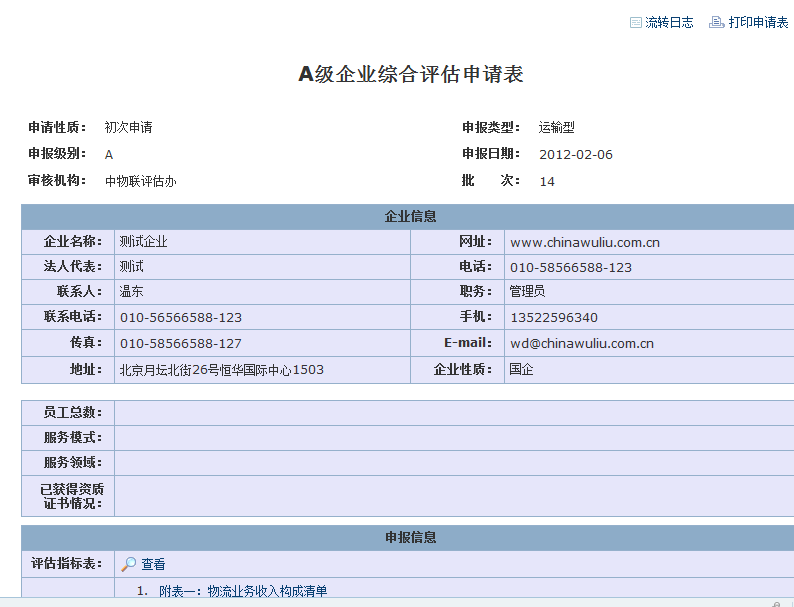 流转日志 打印申请表
A级企业综合评估申请表
申请性质： 初次申请 申报类型： 运输型
申报级别： A 申报日期： 2012-02-06
审核机构： 中物联评估办 批 次： 14
企业信息
企业名称： 测试企业 网址： www.chinawuliu.com.cn
法人代表： 测试 电话： 010-58566588-123
联系人： 温东 职务： 管理员
联系电话： 010-56566588-123 手机： 13522596340
传真： 010-58566588-127 E-mail： wd@chinawuliu.com.cn
地址： 北京月坛北街26号恒华国际中心1503 企业性质： 国企
员工总数：
服务模式：
服务领域：
已获得资质
证书情况：
申报信息
评估指标表： 查看
1. 附表一：物流业务收入构成清单